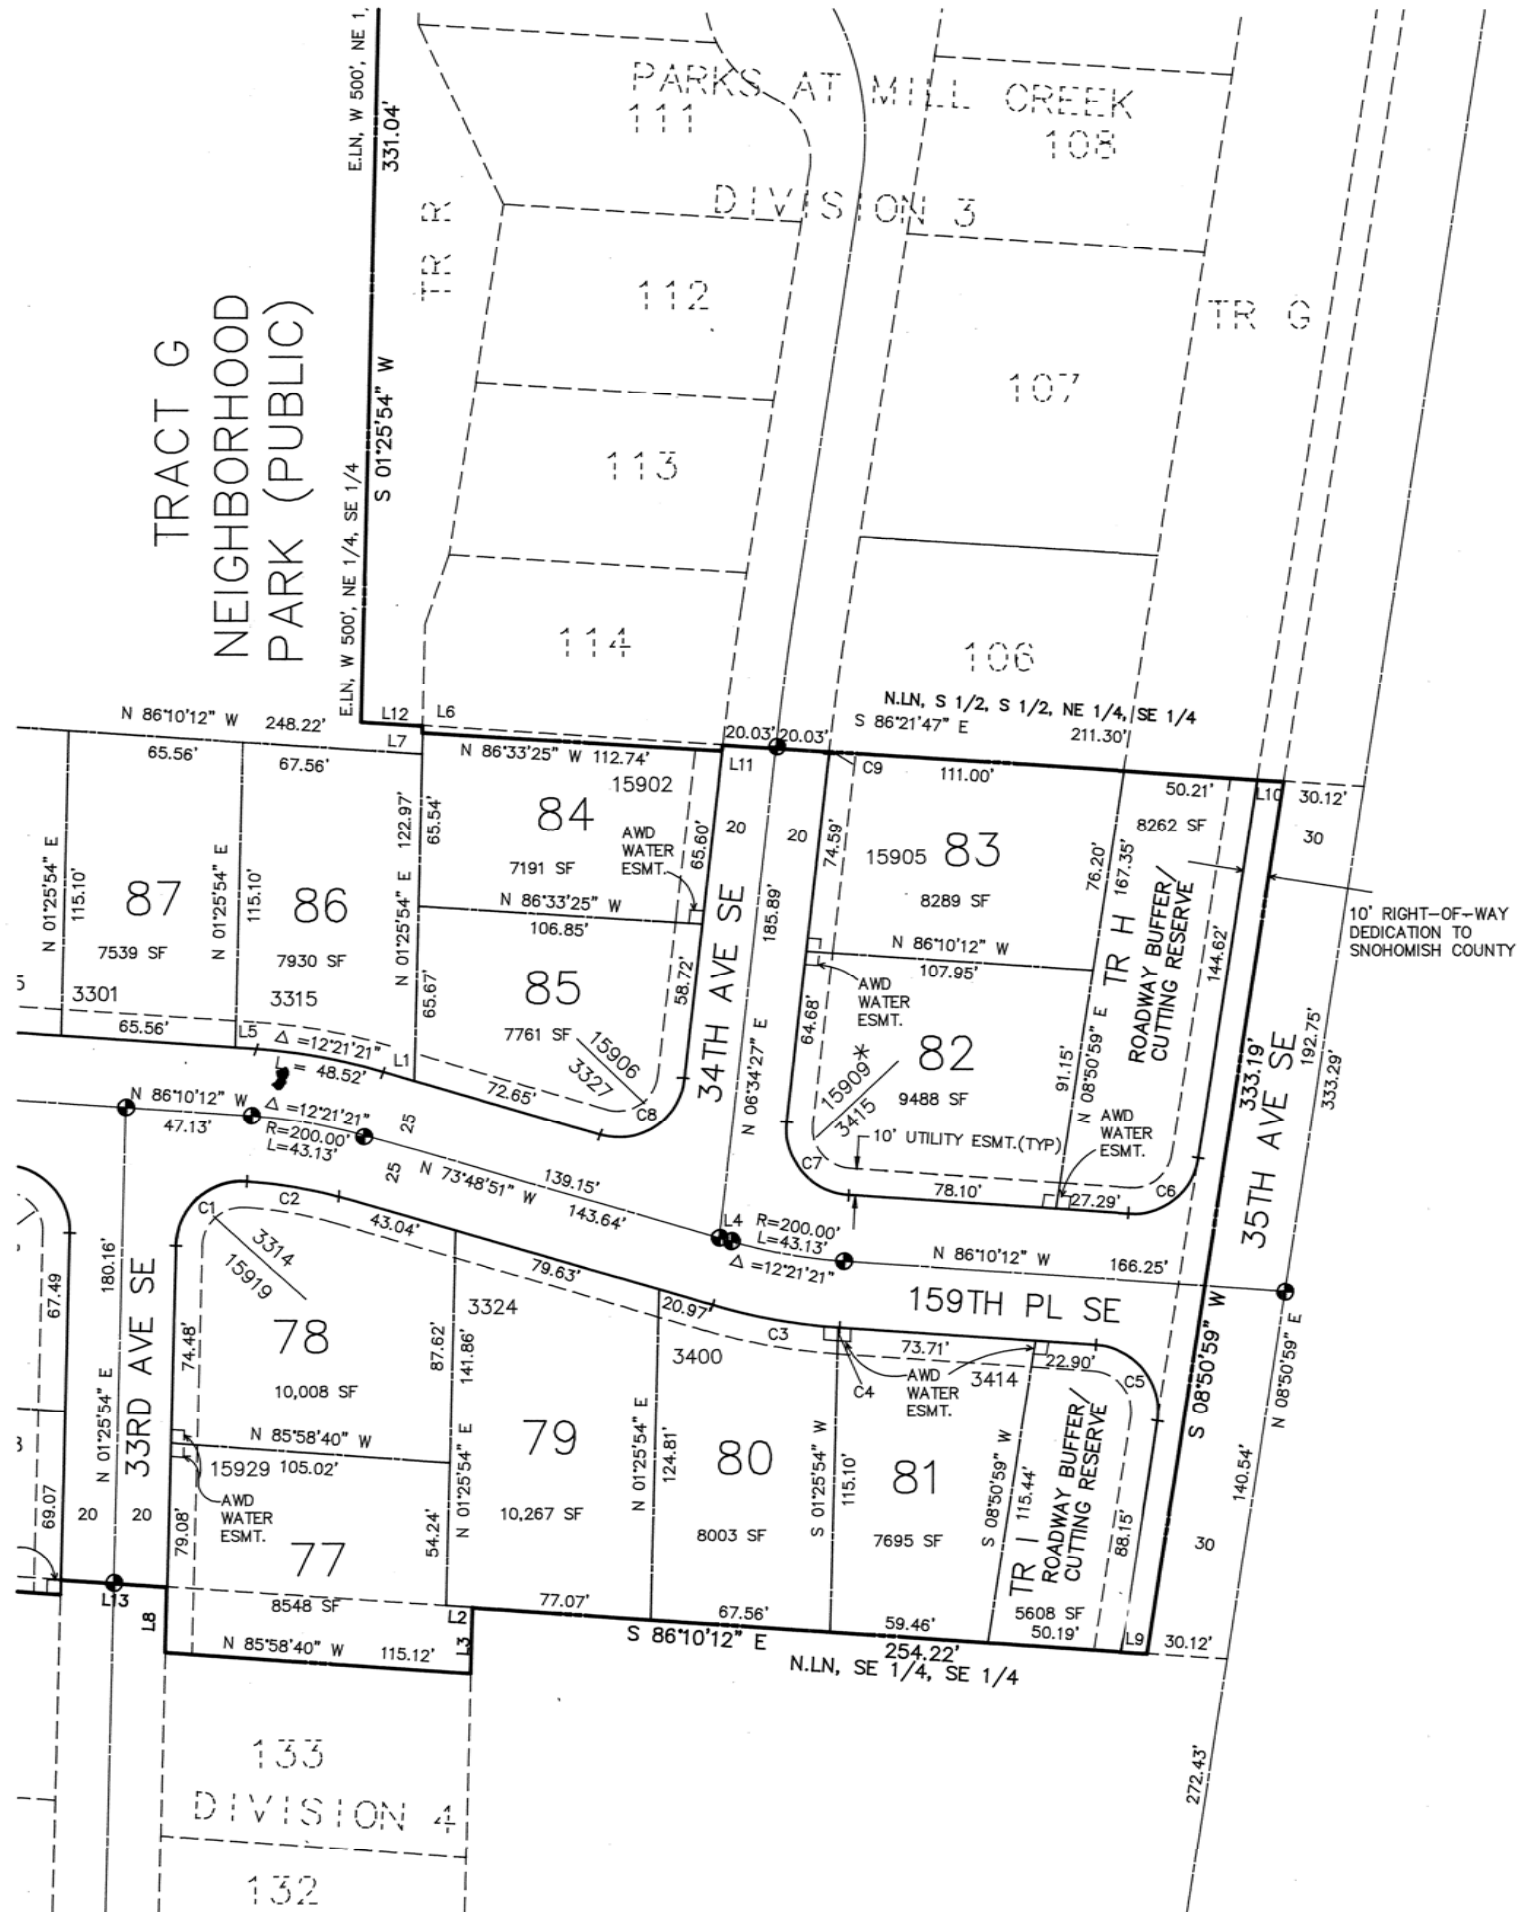 E.LN, W 500', NE 1,
331.04'
PARKS AT MILL CREEK
111
108
DIVISION 3
TR
112
TR G
TRACT G
NEIGHBORHOOD
PARK (PUBLIC)
S 01°25'54" W
107
113
E.LN, W 500', NE 1/4, SE 1/4
114
106
N.LN, S 1/2, S 1/2, NE 1/4, SE 1/4
S 86°21'47" E
211.30'
N 86°10'12" W 248.22'
L12
L6
L7
20.03'
20.03'
65.56'
67.56'
N 86°33'25" W 112.74'
L11
C9
111.00'
50.21'
L10
30.12'
15902
84
20
20
8262 SF
30
122.97'
65.54'
AWD
WATER
ESMT.
65.60'
74.59'
15905
83
76.20'
167.35'
7191 SF
8289 SF
ROADWAY BUFFER/
CUTTING RESERVE
N 01°25'54" E
115.10'
87
7539 SF
N 01°25'54" E
115.10'
86
7930 SF
N 01°25'54" E
N 86°33'25" W
106.85'
34TH AVE SE
185.89'
N 86°10'12" W
107.95'
TR H
144.62'
10' RIGHT-OF-WAY
DEDICATION TO
SNOHOMISH COUNTY
5
3301
3315
65.67'
85
7761 SF
58.72'
AWD
WATER
ESMT.
64.68'
65.56'
L5
Δ =12°21'21"
L = 48.52'
L1
15906
3327
N 06°34'27" E
82
9488 SF
15909*
3415
N 08°50'59" E
91.15'
333.19'
192.75'
333.29'
35TH AVE SE
N 86°10'12" W
47.13'
Δ =12°21'21"
R=200.00'
L=43.13'
25
72.65'
C8
10' UTILITY ESMT.(TYP)
AWD
WATER
ESMT.
C7
25
N 73°48'51" W
139.15'
143.64'
78.10'
27.29'
C6
C1
C2
43.04'
L4
R=200.00'
L=43.13'
Δ =12°21'21"
N 86°10'12" W
166.25'
3314
15919
79.63'
159TH PL SE
67.49
180.16'
33RD AVE SE
74.48'
78
10,008 SF
3324
87.62'
141.86'
20.97'
C3
3400
73.71'
22.90'
C5
C4
AWD
WATER
ESMT.
3414
S 08°50'59" W
N 08°50'59" E
N 01°25'54" E
N 85°58'40" W
105.02'
15929
N 01°25'54" E
79
10,267 SF
N 01°25'54" E
124.81'
80
8003 SF
S 01°25'54" W
115.10'
81
7695 SF
S 08°50'59" W
115.44'
TR I
ROADWAY BUFFER/
CUTTING RESERVE
88.15'
140.54'
69.07
20
20
79.08'
AWD
WATER
ESMT.
54.24'
30
77
8548 SF
L13
L8
L2
L3
77.07'
67.56'
59.46'
5608 SF
50.19'
L9
30.12'
N 85°58'40" W
115.12'
S 86°10'12" E
254.22'
N.LN, SE 1/4, SE 1/4
133
DIVISION 4
132
272.43'